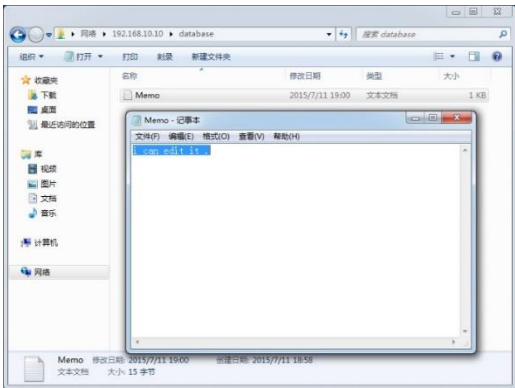 网络 ▸ 192.168.10.10 ▸ database
搜索 database
组织 打开 打印 刻录 新建文件夹
名称 修改日期 类型 大小
Memo 2015/7/11 19:00 文本文档 1 KB
收藏夹
下载
桌面
最近访问的位置
库
视频
图片
文档
音乐
计算机
网络
Memo - 记事本
文件(F) 编辑(E) 格式(O) 查看(V) 帮助(H)
i can edit it .
Memo 修改日期: 2015/7/11 19:00 创建日期: 2015/7/11 18:58
文本文档 大小: 15 字节